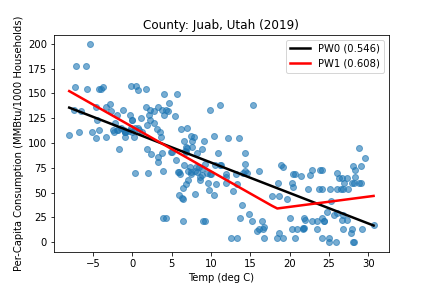 County: Juab, Utah (2019)
Per-Capita Consumption (MMBtu/1000 Households)
200
175
150
125
100
75
50
25
0
PW0 (0.546)
PW1 (0.608)
−5 0 5 10 15 20 25 30
Temp (deg C)